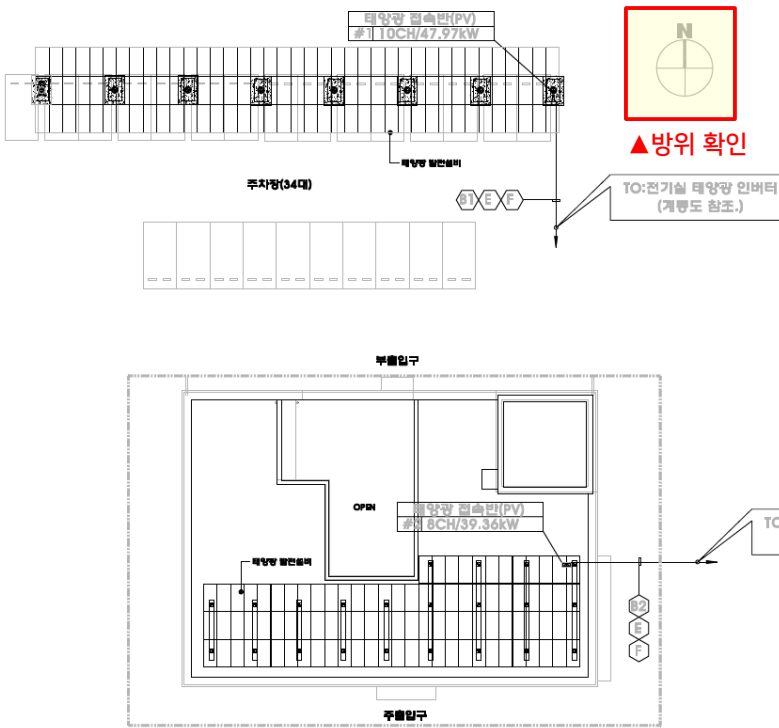 태양광 접속반(PV)
#1 10CH/47.97kW
N
▲방위 확인
태양광 발전설비
주차장(34대)
B1 E F
TO:전기실 태양광 인버터
(계통도 참조.)
부출입구
OPEN
태양광 접속반(PV)
#2 8CH/39.36kW
TO
태양광 발전설비
B2
E
F
주출입구